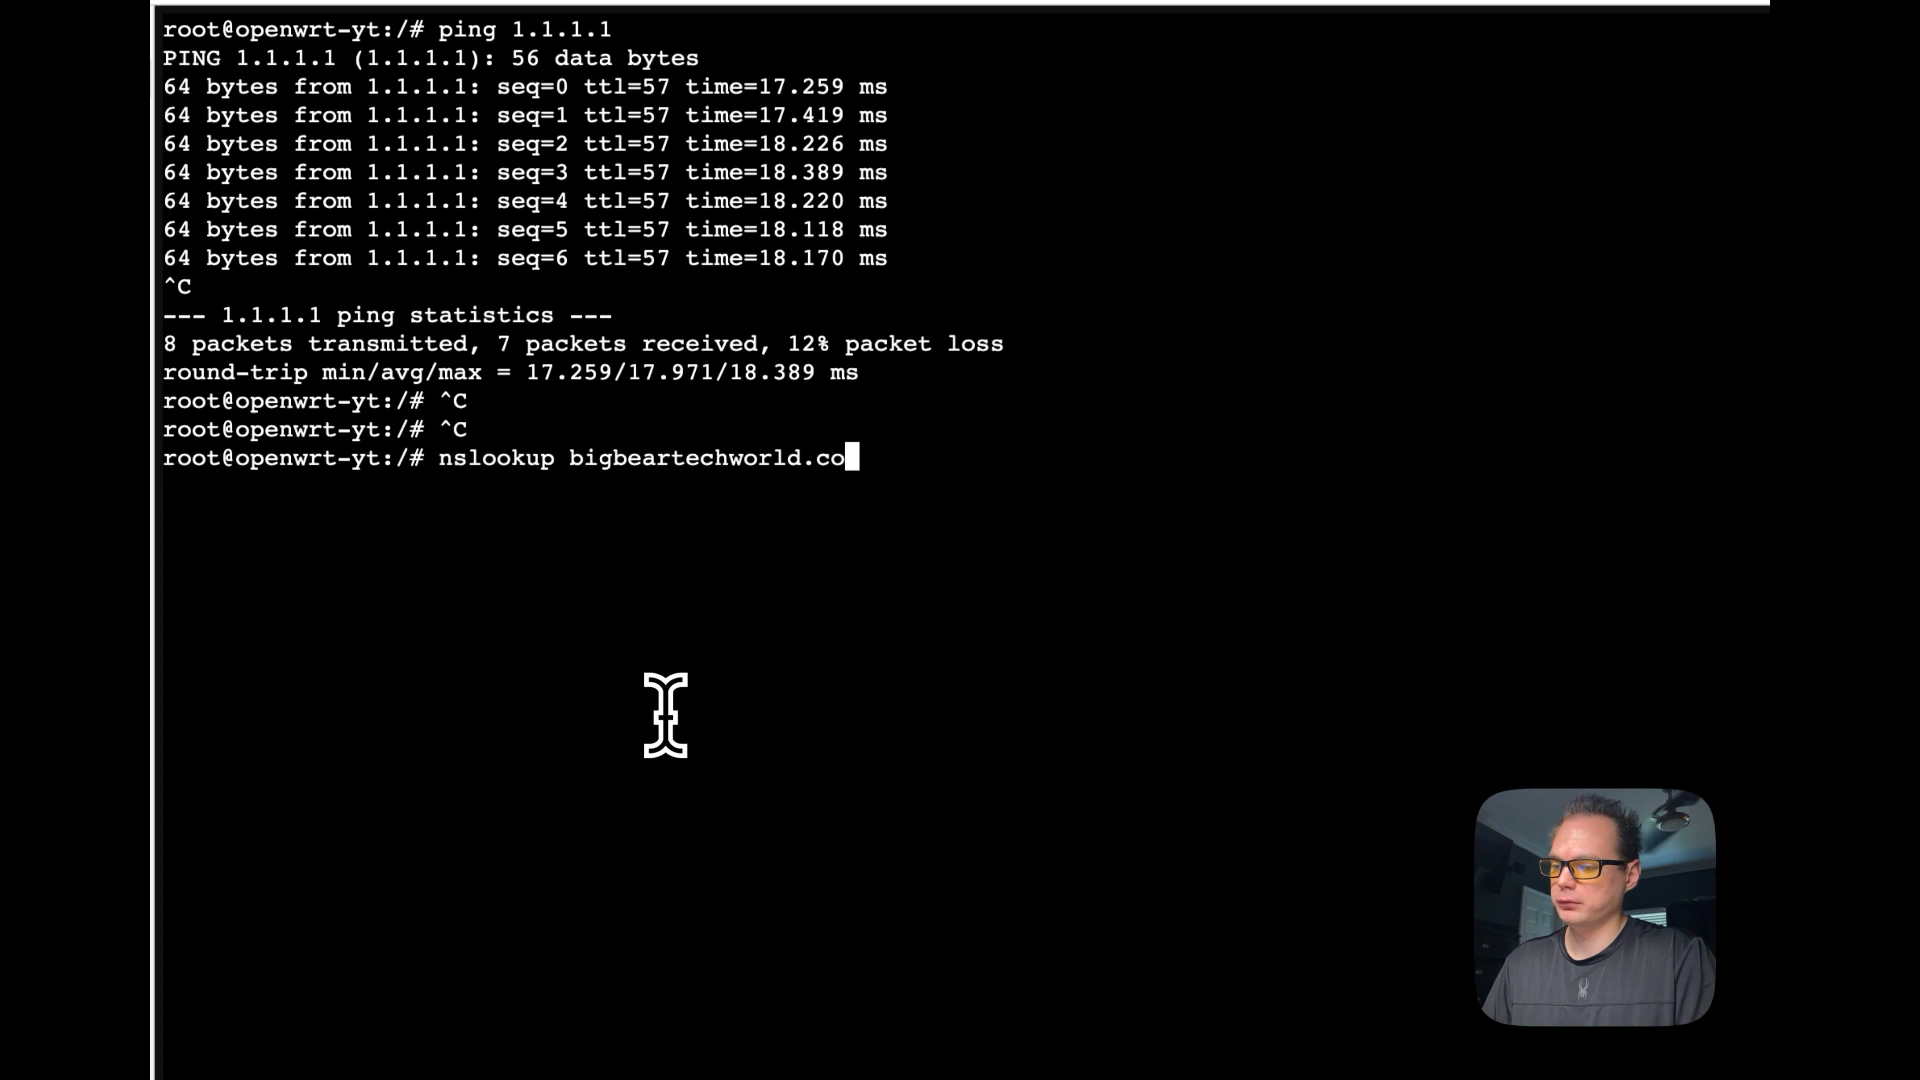 root@openwrt-yt:/# ping 1.1.1.1
PING 1.1.1.1 (1.1.1.1): 56 data bytes
64 bytes from 1.1.1.1: seq=0 ttl=57 time=17.259 ms
64 bytes from 1.1.1.1: seq=1 ttl=57 time=17.419 ms
64 bytes from 1.1.1.1: seq=2 ttl=57 time=18.226 ms
64 bytes from 1.1.1.1: seq=3 ttl=57 time=18.389 ms
64 bytes from 1.1.1.1: seq=4 ttl=57 time=18.220 ms
64 bytes from 1.1.1.1: seq=5 ttl=57 time=18.118 ms
64 bytes from 1.1.1.1: seq=6 ttl=57 time=18.170 ms
^C
--- 1.1.1.1 ping statistics ---
8 packets transmitted, 7 packets received, 12% packet loss
round-trip min/avg/max = 17.259/17.971/18.389 ms
root@openwrt-yt:/# ^C
root@openwrt-yt:/# ^C
root@openwrt-yt:/# nslookup bigbeartechworld.co